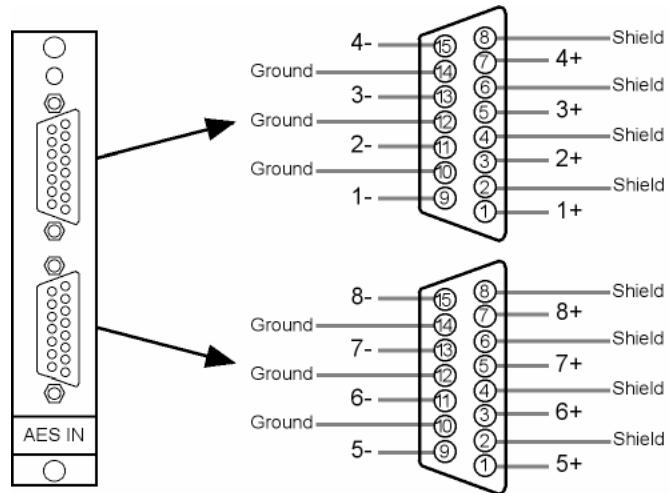 4- 15 8 Shield
Ground 14 7 4+
3- 13 6 Shield
Ground 12 5 3+
2- 11 4 Shield
Ground 10 3 2+
1- 9 2 Shield
1 1+
8- 15 8 Shield
Ground 14 7 8+
7- 13 6 Shield
Ground 12 5 7+
6- 11 4 Shield
Ground 10 3 6+
5- 9 2 Shield
1 5+
AES IN